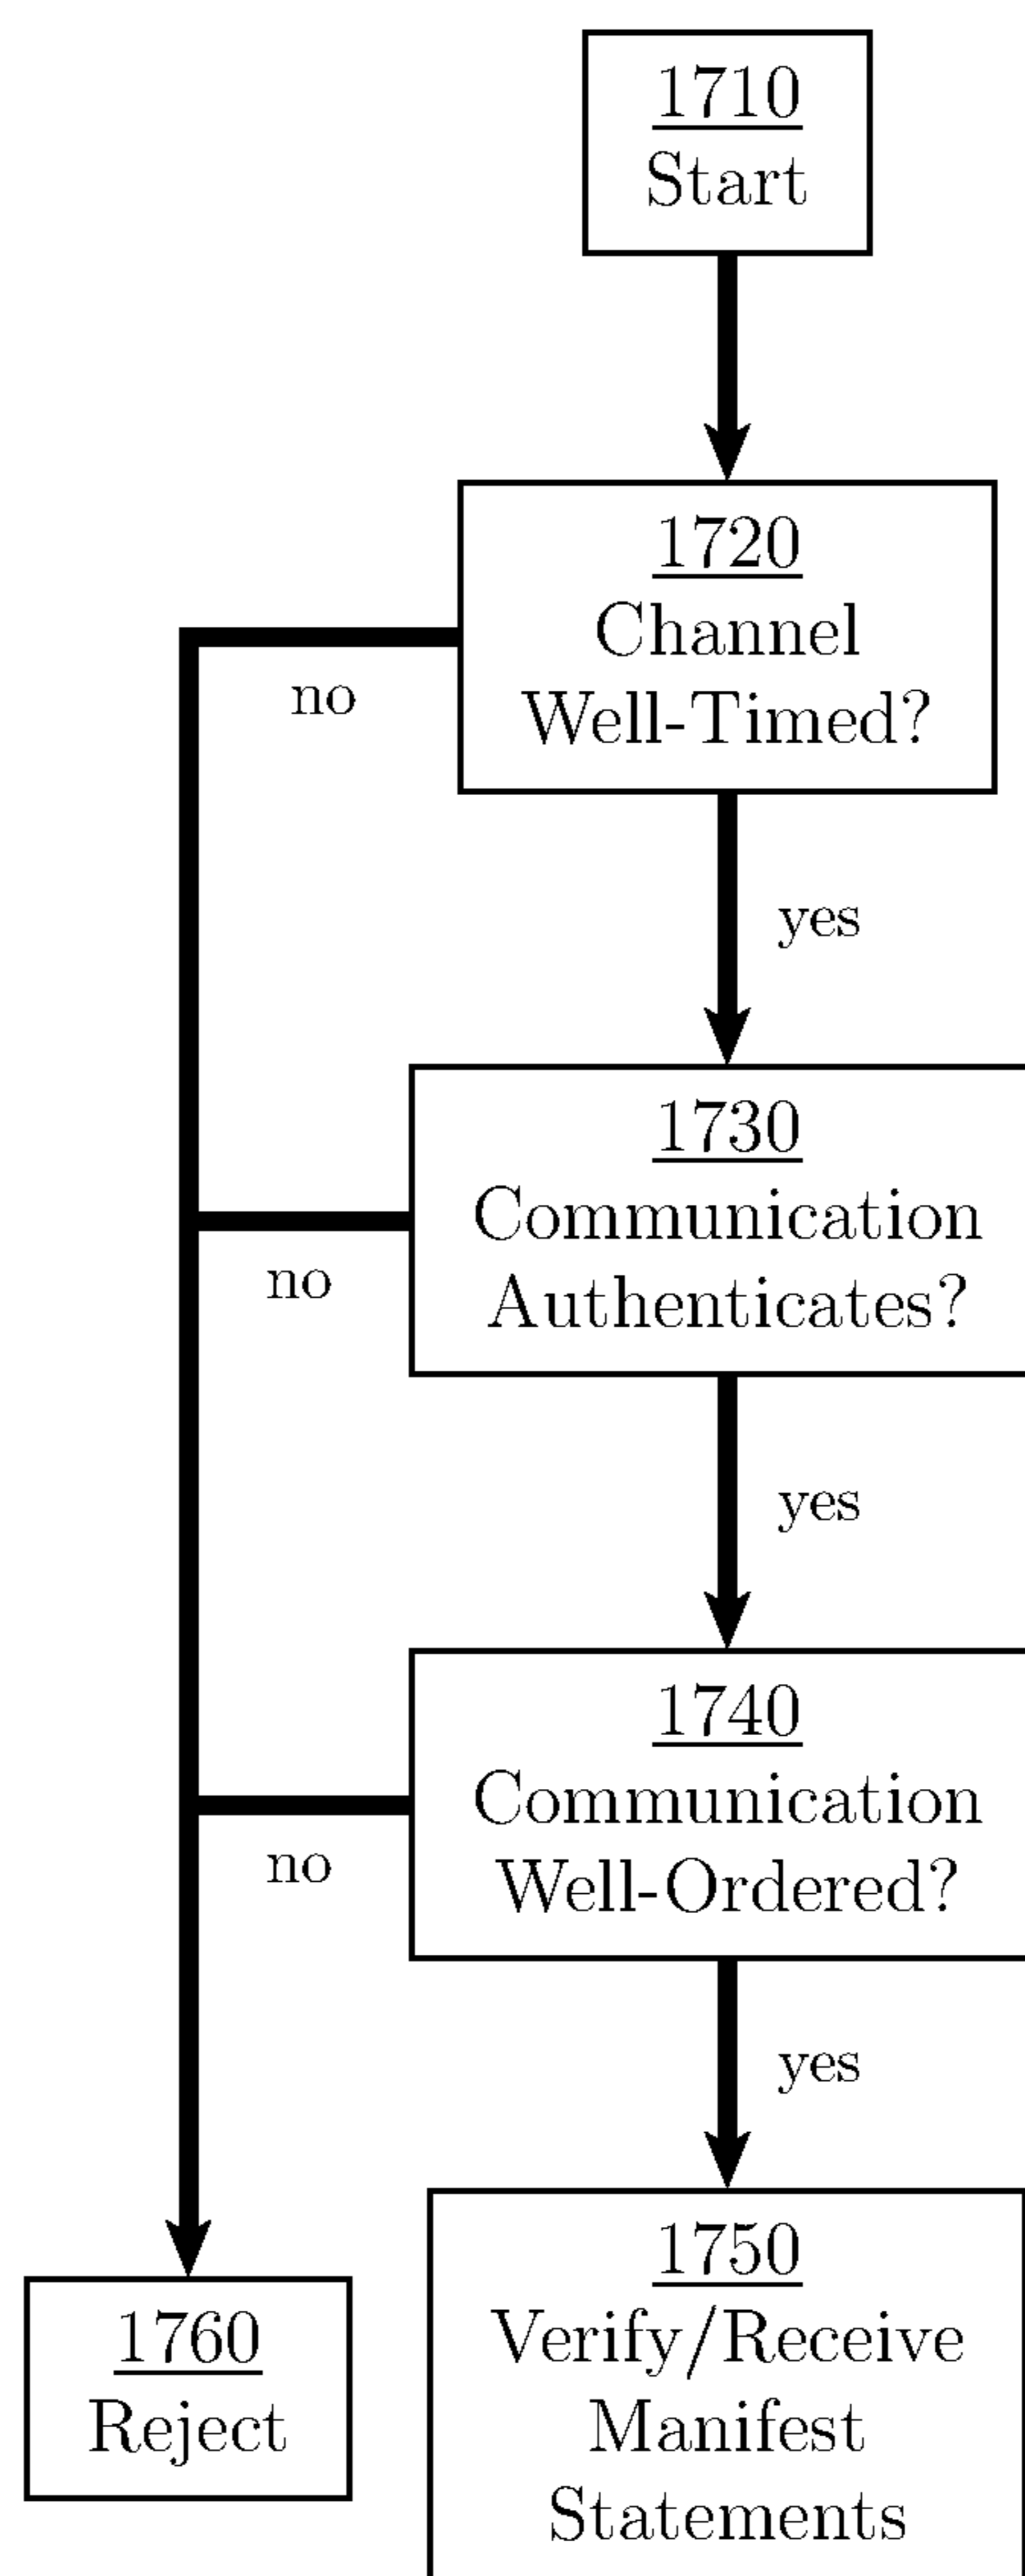 1710
Start
1720
Channel
Well-Timed?
no
yes
1730
Communication
Authenticates?
no
yes
1740
Communication
Well-Ordered?
no
yes
1750
Verify/Receive
Manifest
Statements
1760
Reject